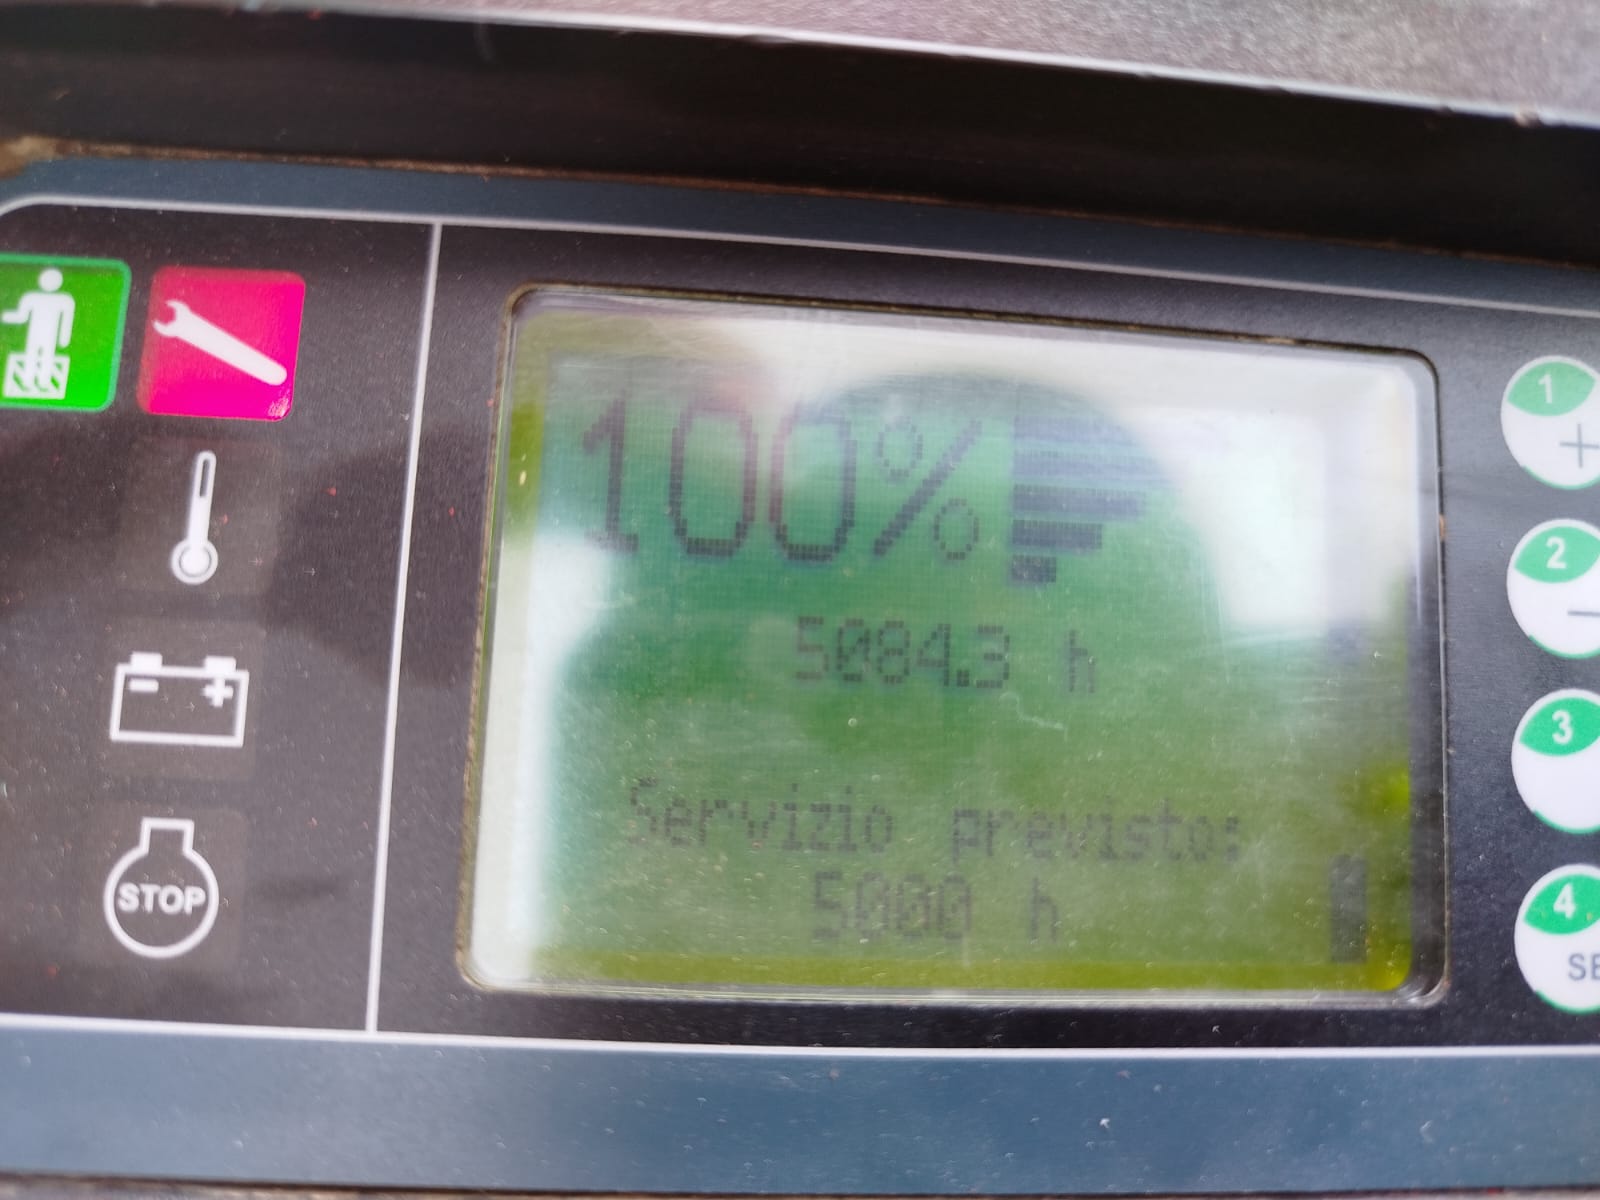 100%
5084.3 h
Servizio previsto:
5000 h
STOP
1
+
2
-
3
4